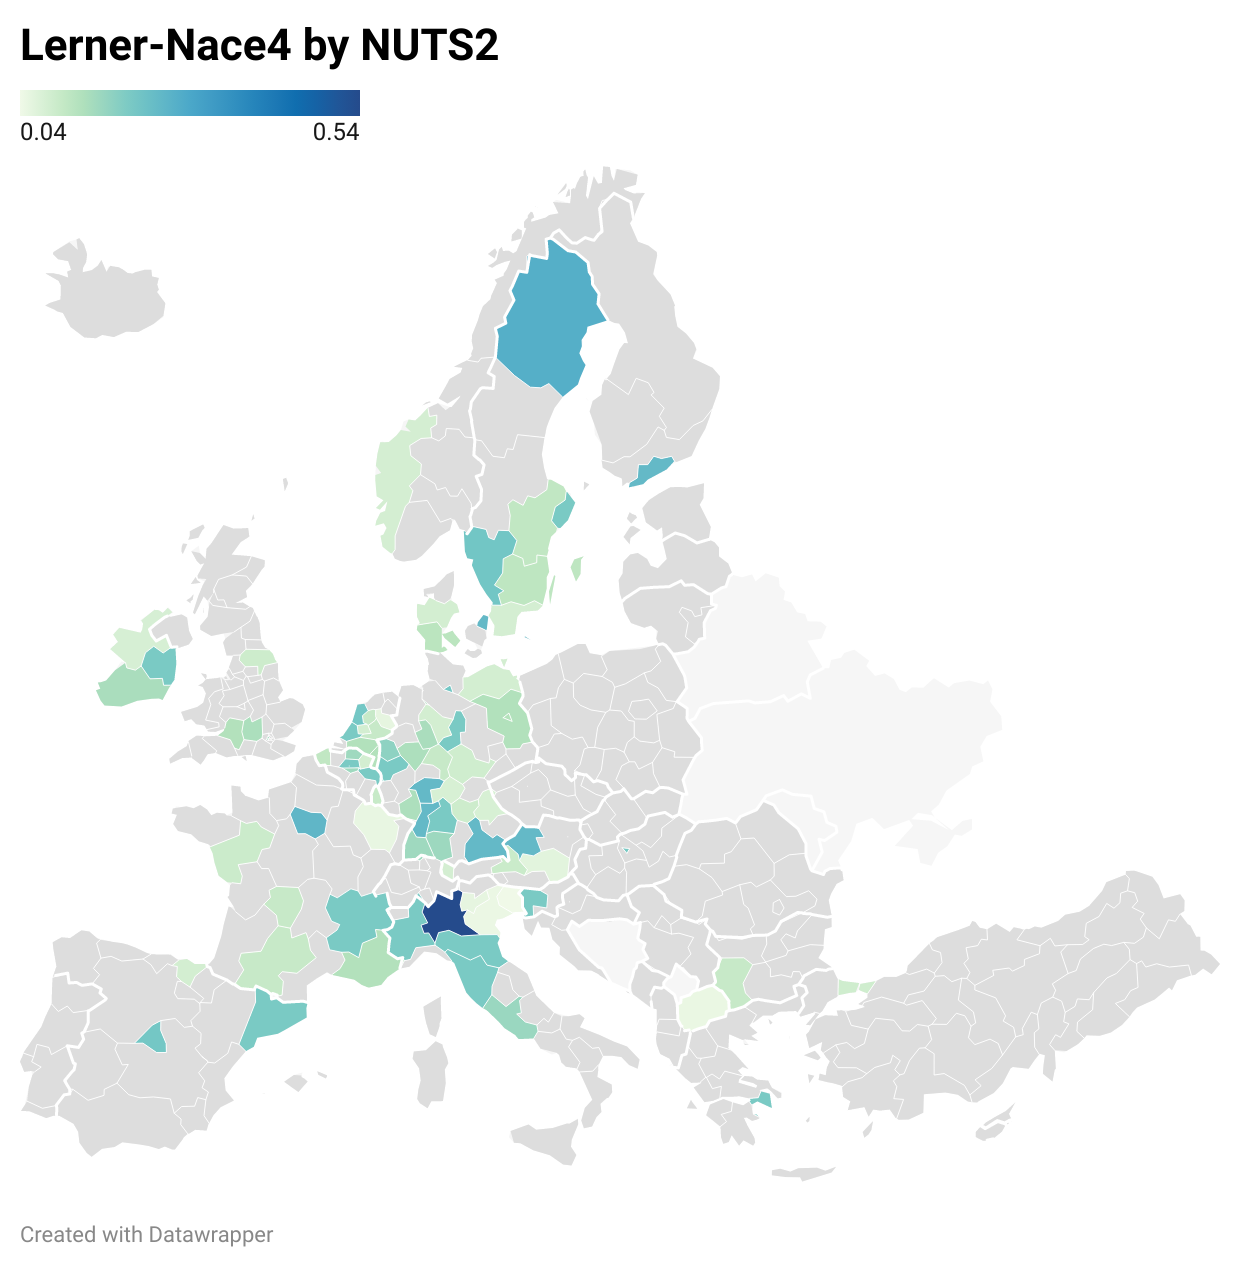 Lerner-Nace4 by NUTS2
0.04 0.54
Created with Datawrapper